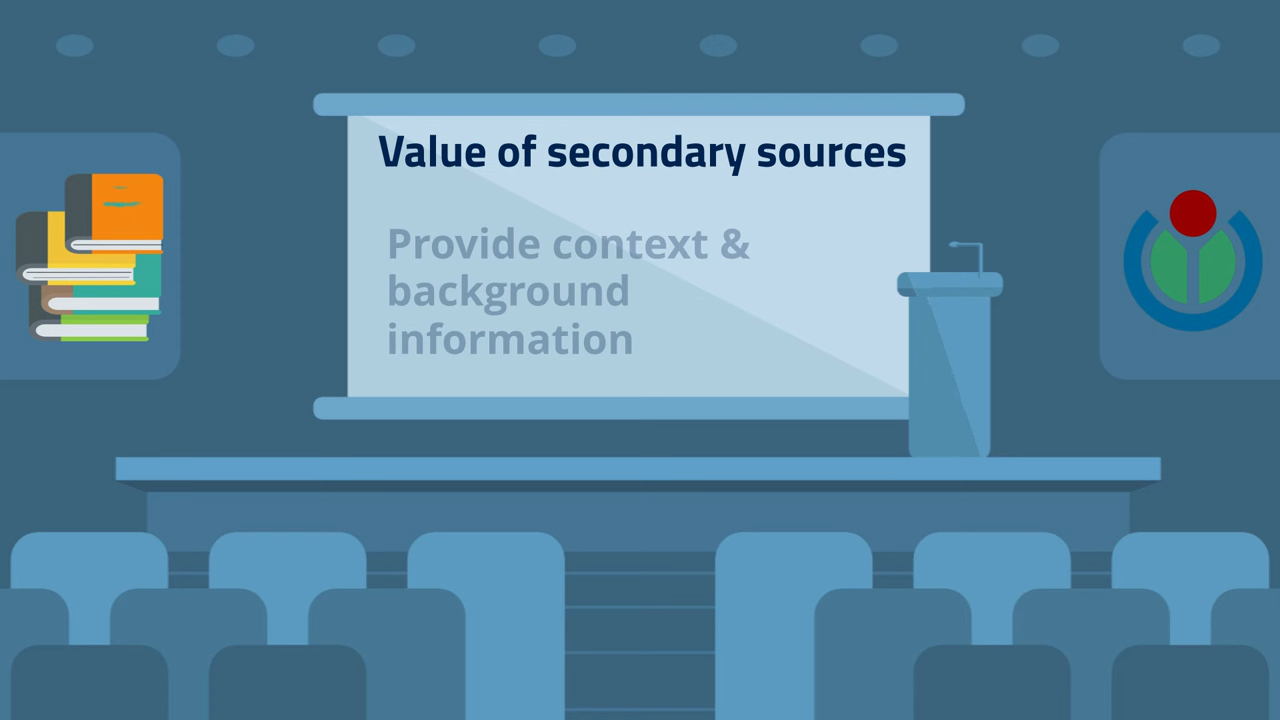 Value of secondary sources
Provide context &
background
information